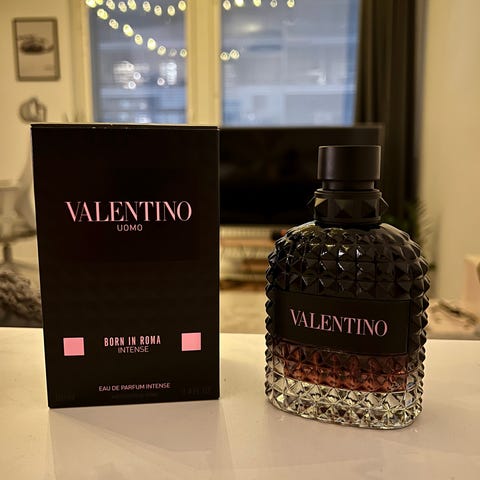 VALENTINO
UOMO
BORN IN ROMA
INTENSE
EAU DE PARFUM INTENSE
VALENTINO